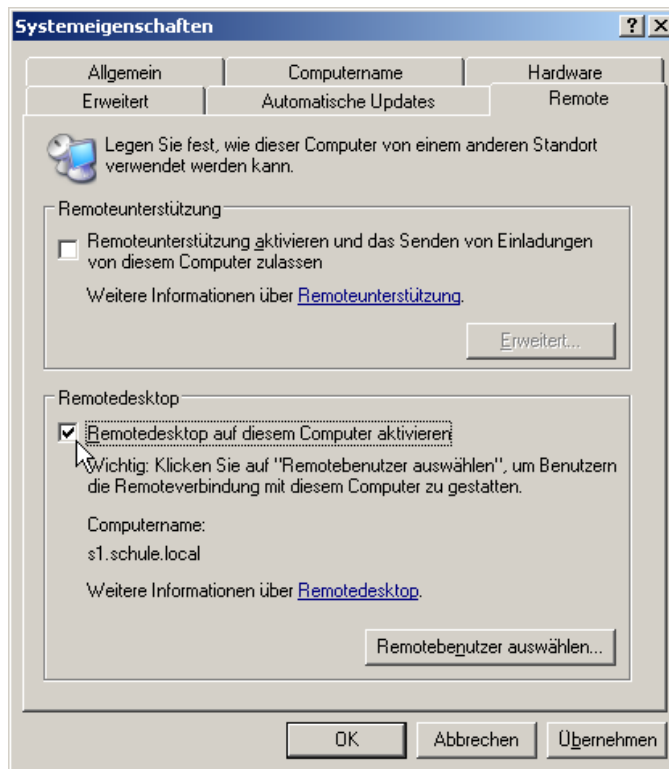 Systemeigenschaften
Allgemein
Computername
Hardware
Erweitert
Automatische Updates
Remote
Legen Sie fest, wie dieser Computer von einem anderen Standort
verwendet werden kann.
Remoteunterstützung
Remoteunterstützung aktivieren und das Senden von Einladungen
von diesem Computer zulassen
Weitere Informationen über Remoteunterstützung.
Erweitert...
Remotedesktop
Remotedesktop auf diesem Computer aktivieren
Wichtig: Klicken Sie auf "Remotebenutzer auswählen", um Benutzern
die Remoteverbindung mit diesem Computer zu gestatten.
Computername:
s1.schule.local
Weitere Informationen über Remotedesktop.
Remotebenutzer auswählen...
OK
Abbrechen
Übernehmen